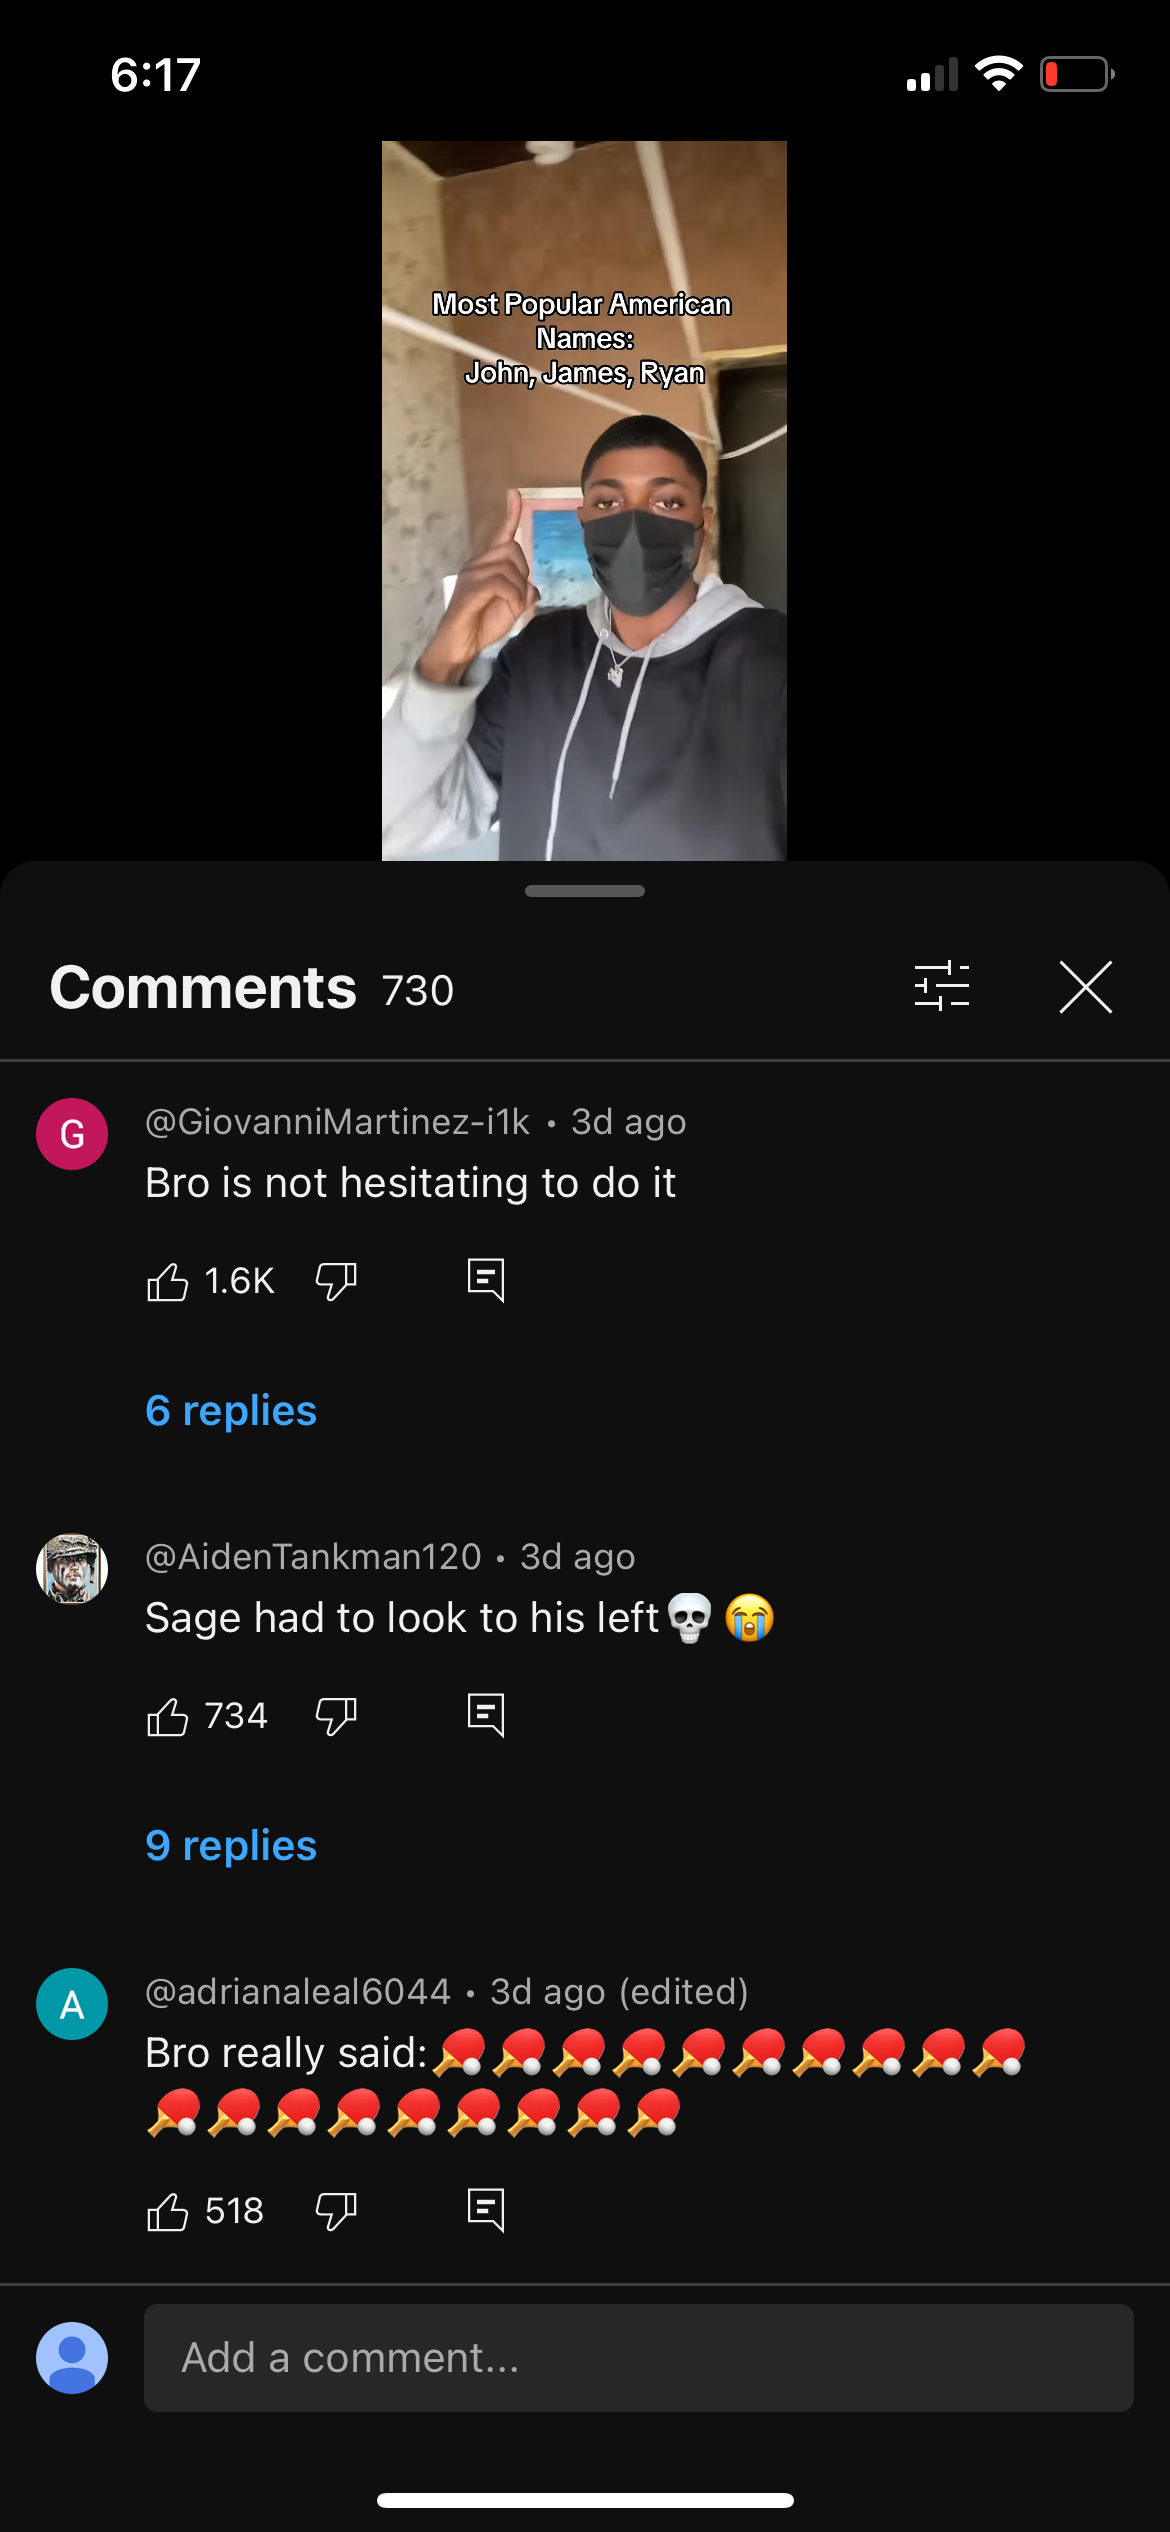 6:17
Most Popular American
Names:
John, James, Ryan
Comments 730
G
@GiovanniMartinez-i1k • 3d ago
Bro is not hesitating to do it
1.6K
6 replies
@AidenTankman120 • 3d ago
Sage had to look to his left💀😭
734
9 replies
A
@adrianaleal6044 • 3d ago (edited)
Bro really said:🏓🏓🏓🏓🏓🏓🏓🏓🏓🏓
🏓🏓🏓🏓🏓🏓🏓🏓🏓
518
Add a comment...